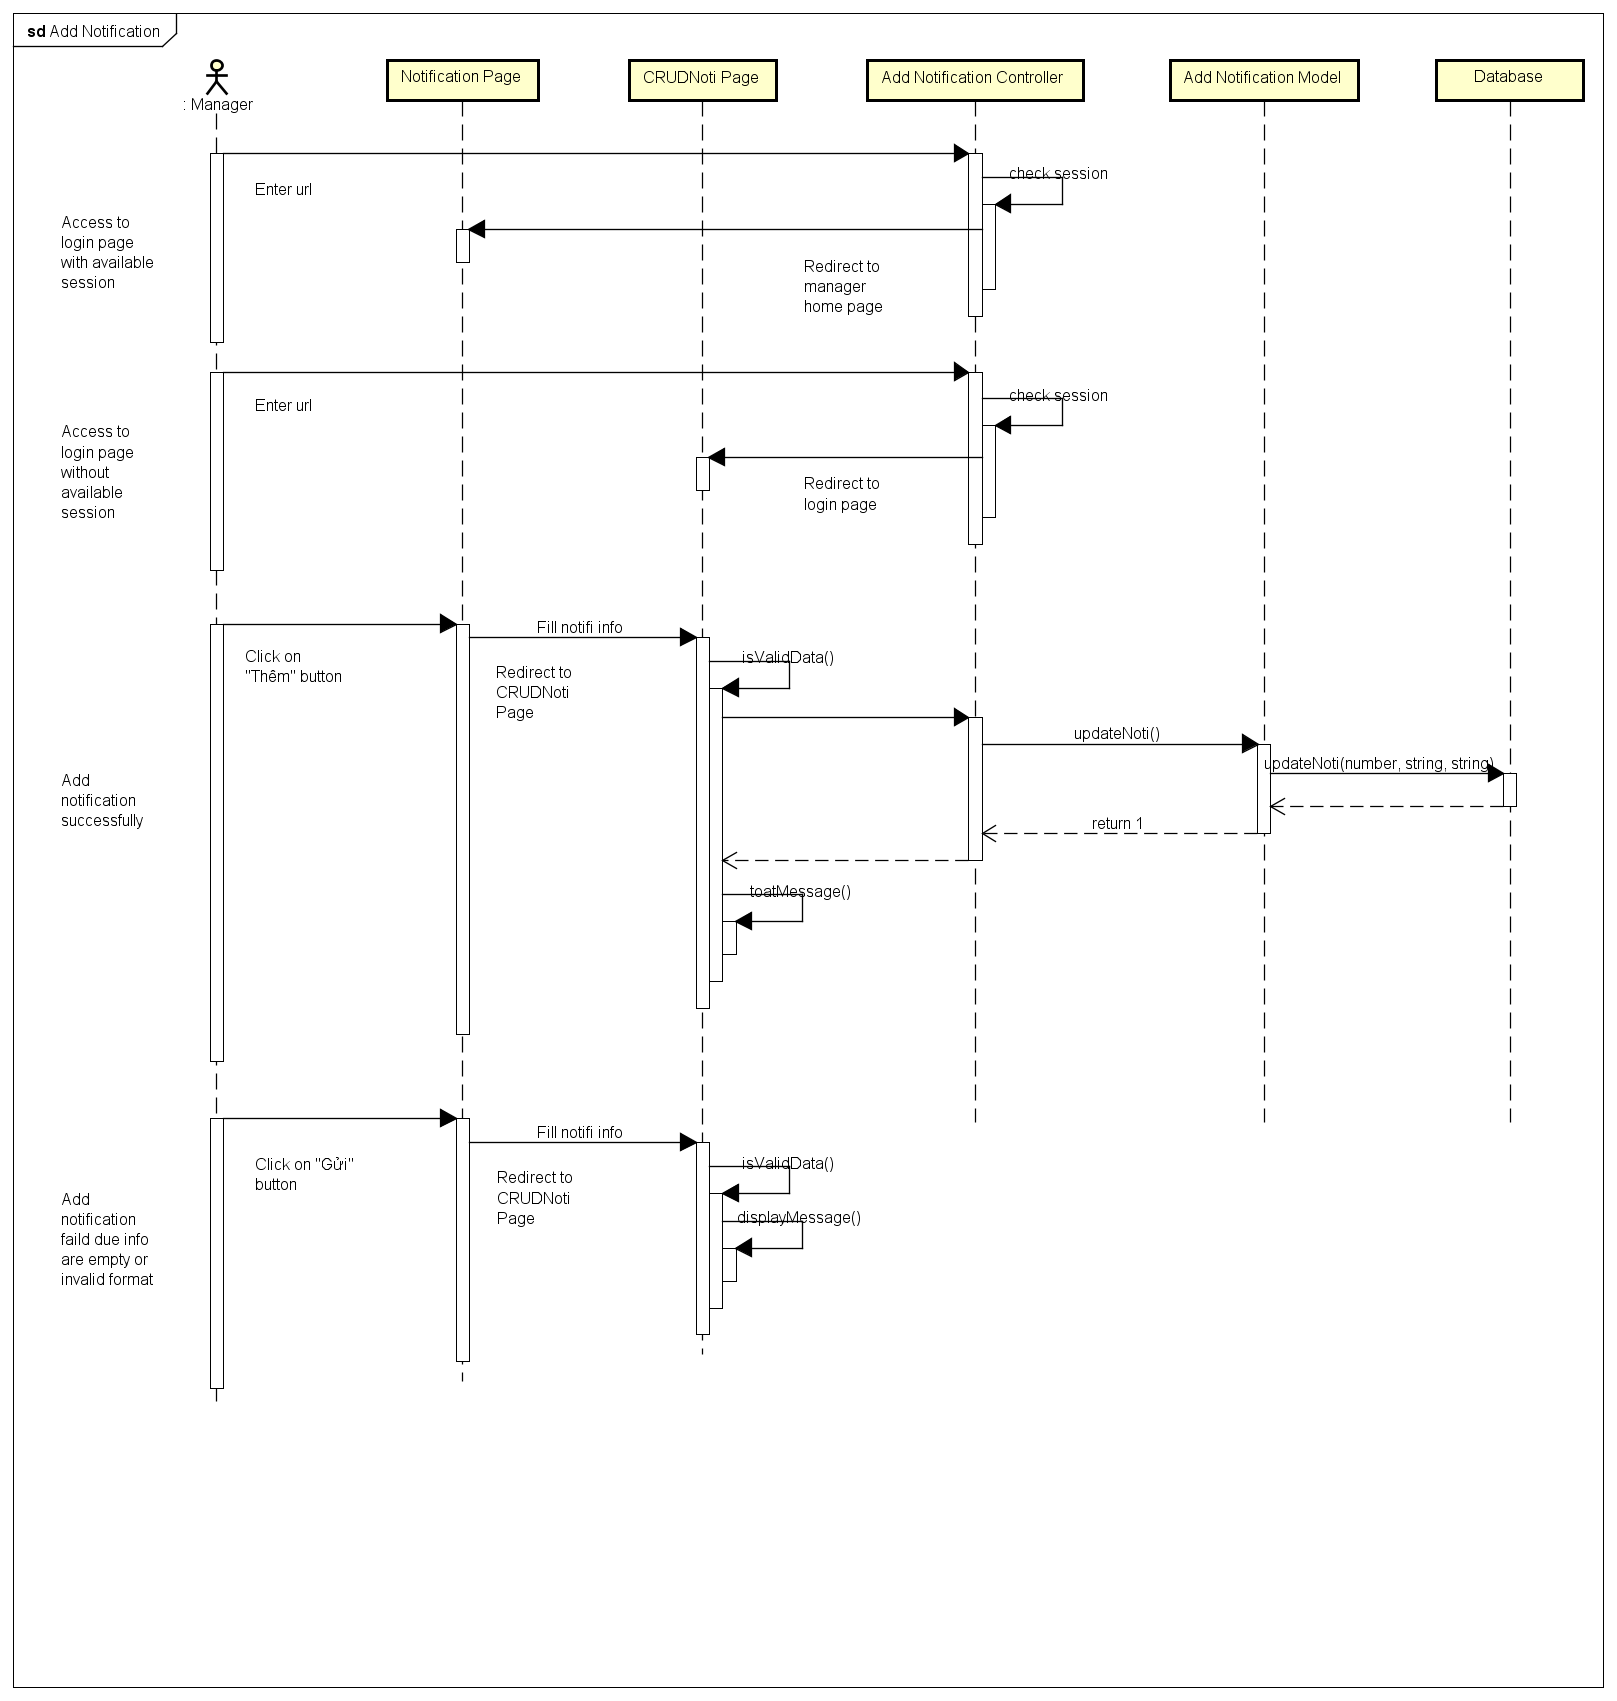 sd Add Notification
: Manager
Notification Page
CRUDNoti Page
Add Notification Controller
Add Notification Model
Database
Access to
login page
with available
session
Enter url
check session
Redirect to
manager
home page
Access to
login page
without
available
session
Enter url
check session
Redirect to
login page
Add
notification
successfully
Click on
"Thêm" button
Fill notifi info
Redirect to
CRUDNoti
Page
isValidData()
updateNoti()
updateNoti(number, string, string)
return 1
toatMessage()
Add
notification
faild due info
are empty or
invalid format
Click on "Gửi"
button
Fill notifi info
Redirect to
CRUDNoti
Page
isValidData()
displayMessage()